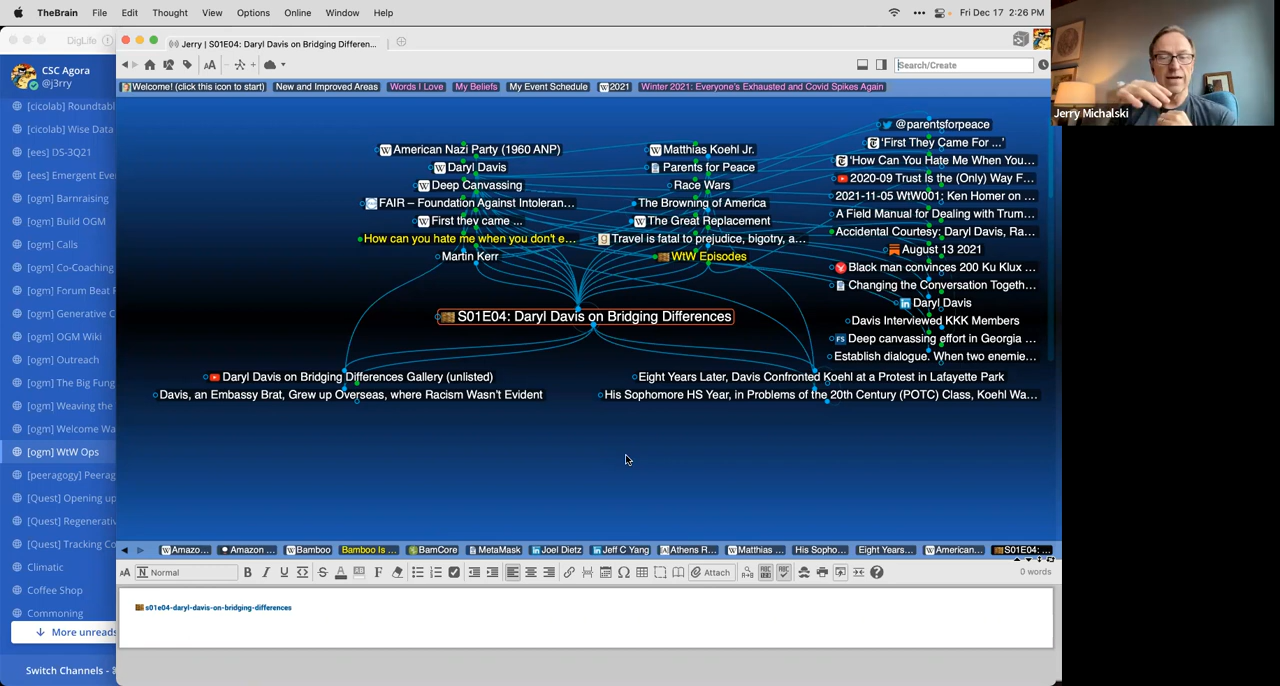 TheBrain File Edit Thought View Options Online Window Help
Fri Dec 17 2:26 PM
DigLife
Jerry | S01E04: Daryl Davis on Bridging Differen...
CSC Agora
@j3rry
AA
Search/Create
Welcome! (click this icon to start) New and Improved Areas Words I Love My Beliefs My Event Schedule 2021 Winter 2021: Everyone's Exhausted and Covid Spikes Again
[cicolab] Roundtab
[cicolab] Wise Data
[ees] DS-3Q21
[ees] Emergent Eve
[ogm] Barnraising
[ogm] Build OGM
[ogm] Calls
[ogm] Co-Coaching
[ogm] Forum Beat
[ogm] Generative C
[ogm] OGM Wiki
[ogm] Outreach
[ogm] The Big Fung
[ogm] Weaving the
[ogm] Welcome Wa
[ogm] WtW Ops
[peeragogy] Peerag
[Quest] Opening up
[Quest] Regenerativ
[Quest] Tracking Co
Climatic
Coffee Shop
Commoning
More unreads
Switch Channels -
American Nazi Party (1960 ANP)
Daryl Davis
Deep Canvassing
FAIR – Foundation Against Intoleran...
First they came ...
How can you hate me when you don't e...
Martin Kerr
Matthias Koehl Jr.
Parents for Peace
Race Wars
The Browning of America
The Great Replacement
Travel is fatal to prejudice, bigotry, a...
WtW Episodes
@parentsforpeace
'First They Came For ...'
'How Can You Hate Me When You...
2020-09 Trust Is the (Only) Way F...
2021-11-05 WtW001: Ken Homer on ...
A Field Manual for Dealing with Trum...
Accidental Courtesy: Daryl Davis, Ra...
August 13 2021
Black man convinces 200 Ku Klux ...
Changing the Conversation Togeth...
Daryl Davis
Davis Interviewed KKK Members
Deep canvassing effort in Georgia ...
Establish dialogue. When two enemie...
S01E04: Daryl Davis on Bridging Differences
Daryl Davis on Bridging Differences Gallery (unlisted)
Davis, an Embassy Brat, Grew up Overseas, where Racism Wasn't Evident
Eight Years Later, Davis Confronted Koehl at a Protest in Lafayette Park
His Sophomore HS Year, in Problems of the 20th Century (POTC) Class, Koehl Wa...
Amazo... Amazon ... Bamboo Bamboo Is ... BamCore MetaMask Joel Dietz Jeff C Yang Athens R... Matthias ... His Sopho... Eight Years... American... S01E04: ...
AA N Normal B I U S A F Attach 0 words
s01e04-daryl-davis-on-bridging-differences
Jerry Michalski